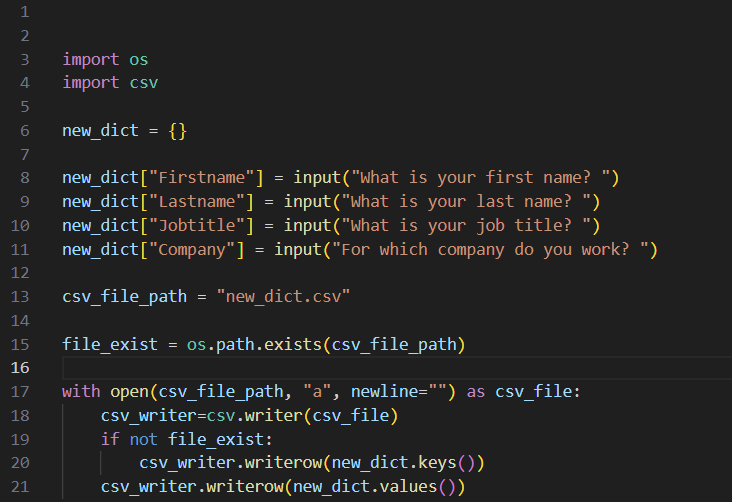 1
2
3 import os
4 import csv
5
6 new_dict = {}
7
8 new_dict["Firstname"] = input("What is your first name? ")
9 new_dict["Lastname"] = input("What is your last name? ")
10 new_dict["Jobtitle"] = input("What is your job title? ")
11 new_dict["Company"] = input("For which company do you work? ")
12
13 csv_file_path = "new_dict.csv"
14
15 file_exist = os.path.exists(csv_file_path)
16
17 with open(csv_file_path, "a", newline="") as csv_file:
18     csv_writer=csv.writer(csv_file)
19     if not file_exist:
20         csv_writer.writerow(new_dict.keys())
21     csv_writer.writerow(new_dict.values())